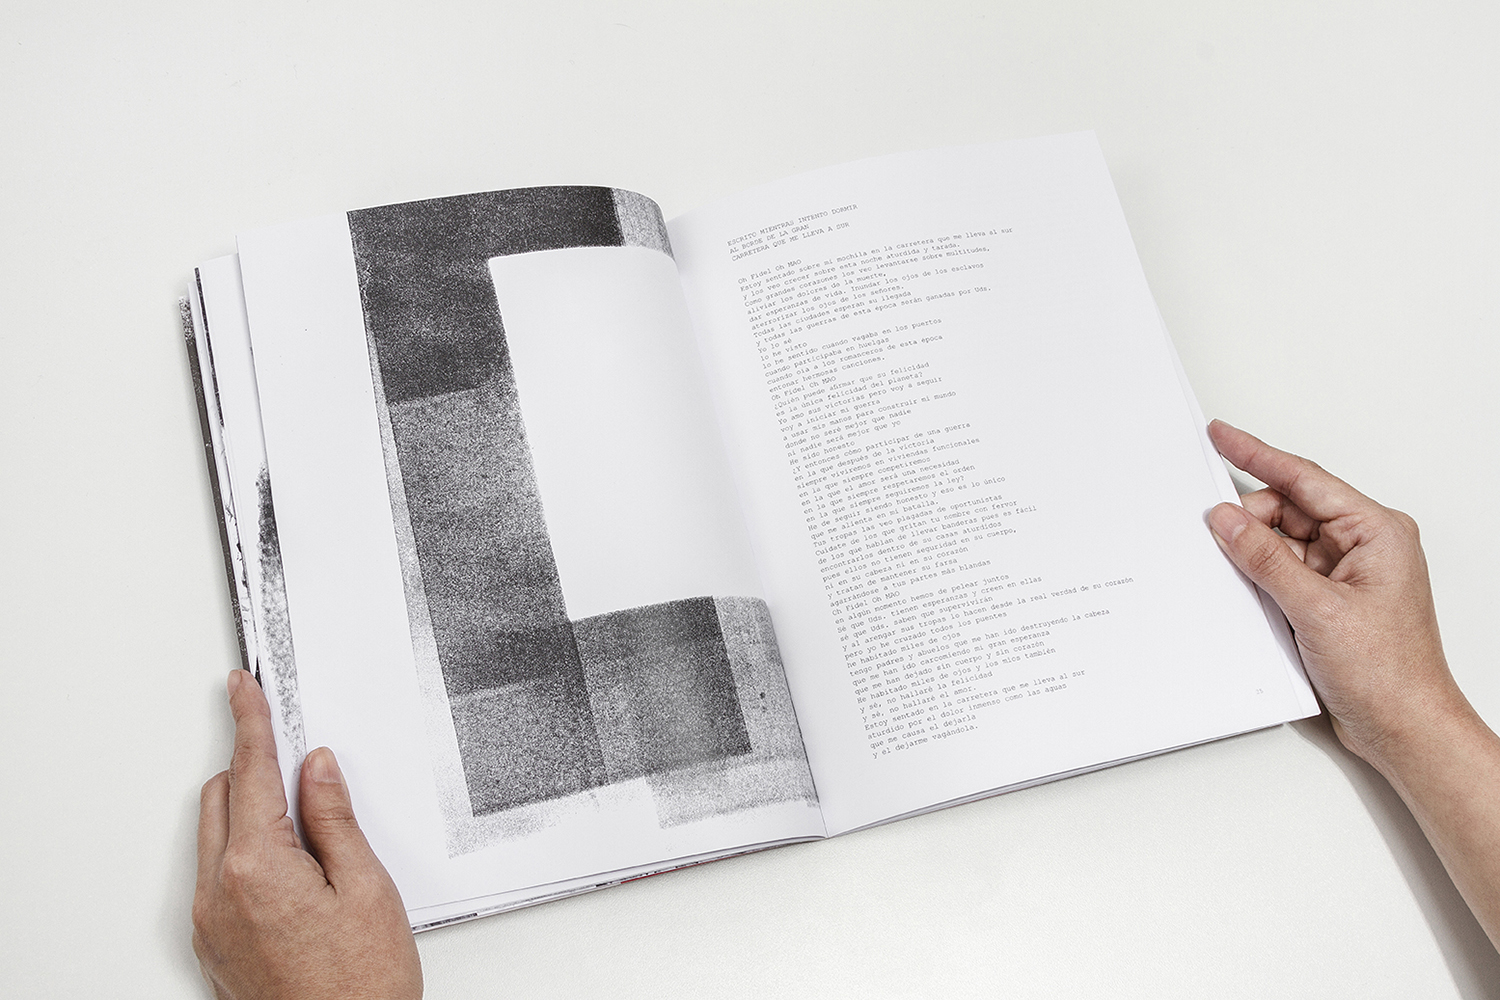 ESCRITO MIENTRAS INTENTO DORMIR
AL BORDE DE LA GRAN
CARRETERA QUE ME LLEVA A SUR
Oh Fidel Oh MAO
Estoy sentado sobre mi mochila en la carretera que me lleva al sur
y los veo crecer sobre esta noche aturdida y tarada.
Como grandes corazones los veo levantarse sobre multitudes,
aliviar los dolores de la muerte,
dar esperanzas de vida. Inundar los ojos de los esclavos
aterrorizar los ojos de los señores.
Todas las ciudades esperan su llegada
y todas las guerras de esta época serán ganadas por Uds.
Yo lo sé
lo he visto
lo he sentido cuando vagaba en los puertos
cuando participaba en huelgas
cuando oía a los romanceros de esta época
entonar hermosas canciones.
Oh Fidel Oh MAO
¿Quién puede afirmar que su felicidad
es la única felicidad del planeta?
Yo amo sus victorias pero voy a seguir
voy a iniciar mi guerra
a usar mis manos para construir mi mundo
donde no seré mejor que nadie
ni nadie será mejor que yo
He sido honesto
¿Y entonces cómo participar de una guerra
en la que después de la victoria
siempre viviremos en viviendas funcionales
en la que siempre competiremos
en la que el amor será una necesidad
en la que siempre respetaremos el orden
en la que siempre seguiremos la ley?
He de seguir siendo honesto y eso es lo único
que me alienta en mi batalla.
Tus tropas las veo plagadas de oportunistas
Cuídate de los que gritan tu nombre con fervor
de los que hablan de llevar banderas pues es fácil
encontrarlos dentro de su casas aturdidos
pues ellos no tienen seguridad en su cuerpo,
ni en su cabeza ni en su corazón
y tratan de mantener su farsa
agarrándose a tus partes más blandas
Oh Fidel Oh MAO
en algún momento hemos de pelear juntos
Sé que Uds. tienen esperanzas y creen en ellas
sé que Uds. saben que supervivirán
y al arengar sus tropas lo hacen desde la real verdad de su corazón
pero yo he cruzado todos los puentes
he habitado miles de ojos
tengo padres y abuelos que me han ido destruyendo la cabeza
que me han ido carcomiendo mi gran esperanza
que me han dejado sin cuerpo y sin corazón
He habitado miles de ojos y los míos también
y sé, no hallaré la felicidad
y sé, no hallaré el amor.
Estoy sentado en la carretera que me lleva al sur
aturdido por el dolor inmenso como las aguas
que me causa el dejarla
y el dejarme vagándola.